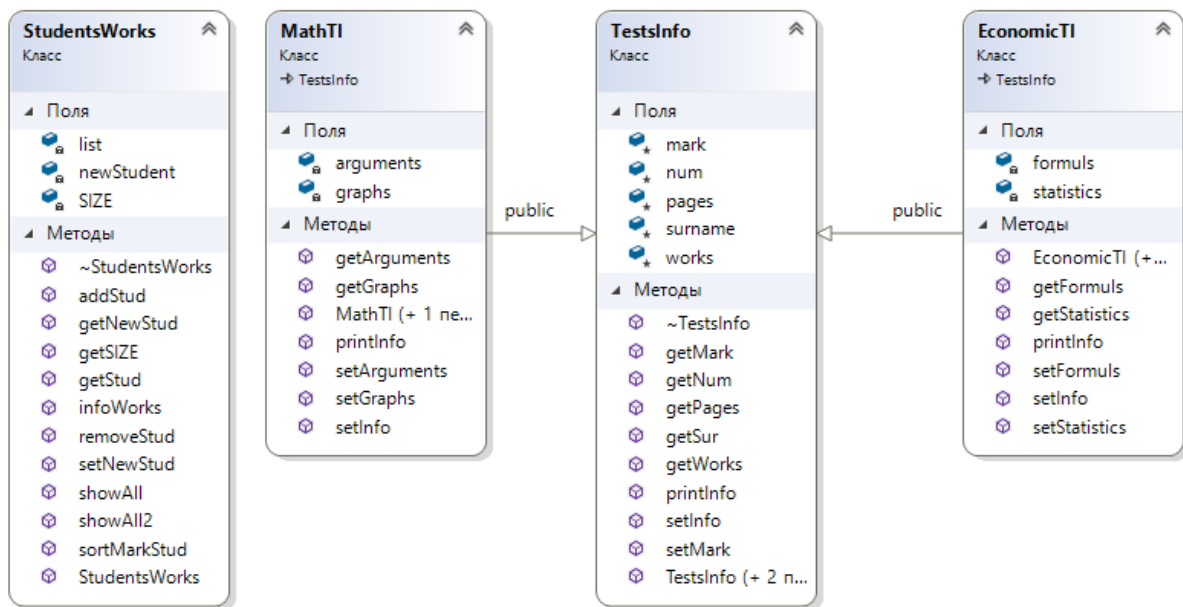 StudentsWorks
Класс
Поля
list
newStudent
SIZE
Методы
~StudentsWorks
addStud
getNewStud
getSIZE
getStud
infoWorks
removeStud
setNewStud
showAll
showAll2
sortMarkStud
StudentsWorks
MathTI
Класс
TestsInfo
Поля
arguments
graphs
Методы
getArguments
getGraphs
MathTI (+ 1 пе...
printInfo
setArguments
setGraphs
setInfo
public
TestsInfo
Класс
Поля
mark
num
pages
surname
works
Методы
~TestsInfo
getMark
getNum
getPages
getSur
getWorks
printInfo
setInfo
setMark
TestsInfo (+ 2 п...
public
EconomicTI
Класс
TestsInfo
Поля
formuls
statistics
Методы
EconomicTI (+...
getFormuls
getStatistics
printInfo
setFormuls
setInfo
setStatistics